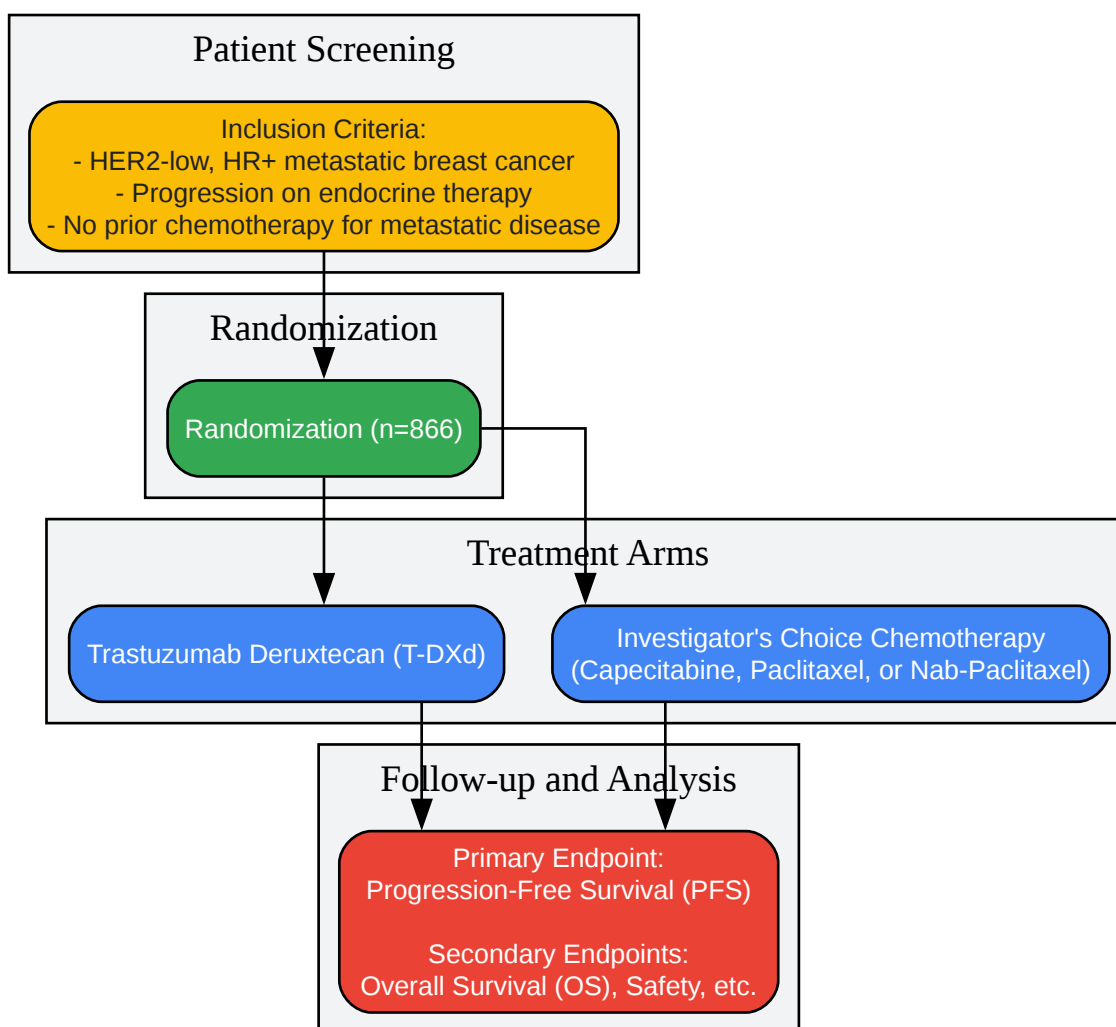 Patient Screening
Inclusion Criteria:
- HER2-low, HR+ metastatic breast cancer
- Progression on endocrine therapy
- No prior chemotherapy for metastatic disease
Randomization
Randomization (n=866)
Treatment Arms
Trastuzumab Deruxtecan (T-DXd)
Investigator's Choice Chemotherapy
(Capecitabine, Paclitaxel, or Nab-Paclitaxel)
Follow-up and Analysis
Primary Endpoint:
Progression-Free Survival (PFS)
Secondary Endpoints:
Overall Survival (OS), Safety, etc.